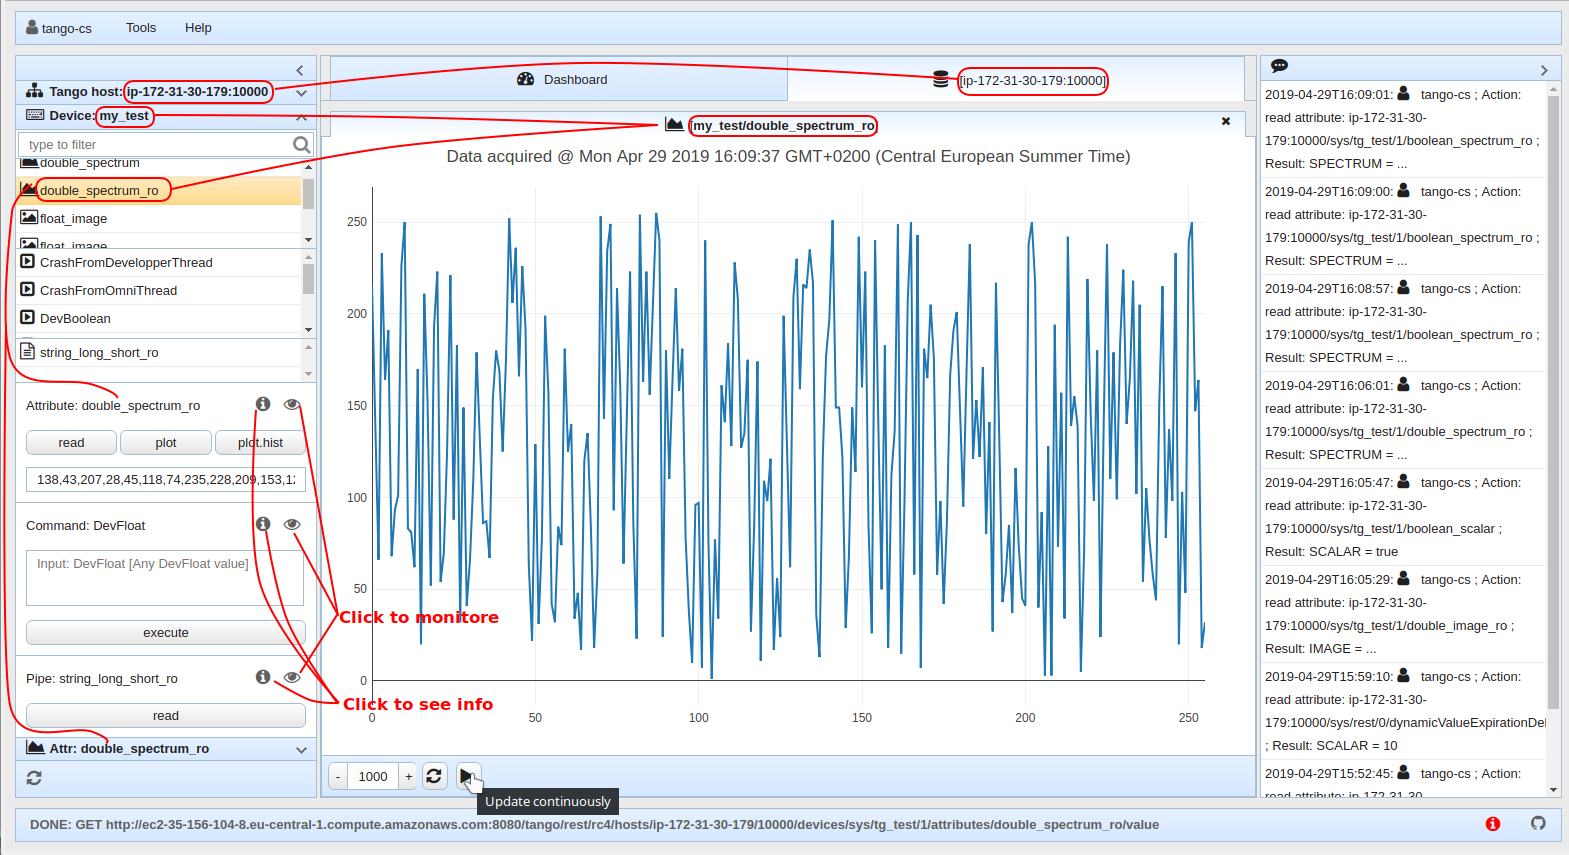 tango-cs Tools Help
Tango host: ip-172-31-30-179:10000
Device: my_test
type to filter
double_spectrum
double_spectrum_ro
float_image
float_image
CrashFromDevelopperThread
CrashFromOmniThread
DevBoolean
string_long_short_ro
Attribute: double_spectrum_ro
read plot plot.hist
138,43,207,28,45,118,74,235,228,209,153,12
Command: DevFloat
Input: DevFloat [Any DevFloat value]
execute
Pipe: string_long_short_ro
read
Attr: double_spectrum_ro
Dashboard
[ip-172-31-30-179:10000]
[my_test/double_spectrum_ro]
Data acquired @ Mon Apr 29 2019 16:09:37 GMT+0200 (Central European Summer Time)
250
200
150
100
50
0
0 50 100 150 200 250
Click to monitore
Click to see info
- 1000 +
Update continuously
2019-04-29T16:09:01: tango-cs ; Action:
read attribute: ip-172-31-30-
179:10000/sys/tg_test/1/boolean_spectrum_ro ;
Result: SPECTRUM = ...
2019-04-29T16:09:00: tango-cs ; Action:
read attribute: ip-172-31-30-
179:10000/sys/tg_test/1/boolean_spectrum_ro ;
Result: SPECTRUM = ...
2019-04-29T16:08:57: tango-cs ; Action:
read attribute: ip-172-31-30-
179:10000/sys/tg_test/1/boolean_spectrum_ro ;
Result: SPECTRUM = ...
2019-04-29T16:06:01: tango-cs ; Action:
read attribute: ip-172-31-30-
179:10000/sys/tg_test/1/double_spectrum_ro ;
Result: SPECTRUM = ...
2019-04-29T16:05:47: tango-cs ; Action:
read attribute: ip-172-31-30-
179:10000/sys/tg_test/1/boolean_scalar ;
Result: SCALAR = true
2019-04-29T16:05:29: tango-cs ; Action:
read attribute: ip-172-31-30-
179:10000/sys/tg_test/1/double_image_ro ;
Result: IMAGE = ...
2019-04-29T15:59:10: tango-cs ; Action:
read attribute: ip-172-31-30-
179:10000/sys/rest/0/dynamicValueExpirationDel
; Result: SCALAR = 10
2019-04-29T15:52:45: tango-cs ; Action:
read attribute: ip-172-31-30-
DONE: GET http://ec2-35-156-104-8.eu-central-1.compute.amazonaws.com:8080/tango/rest/rc4/hosts/ip-172-31-30-179/10000/devices/sys/tg_test/1/attributes/double_spectrum_ro/value